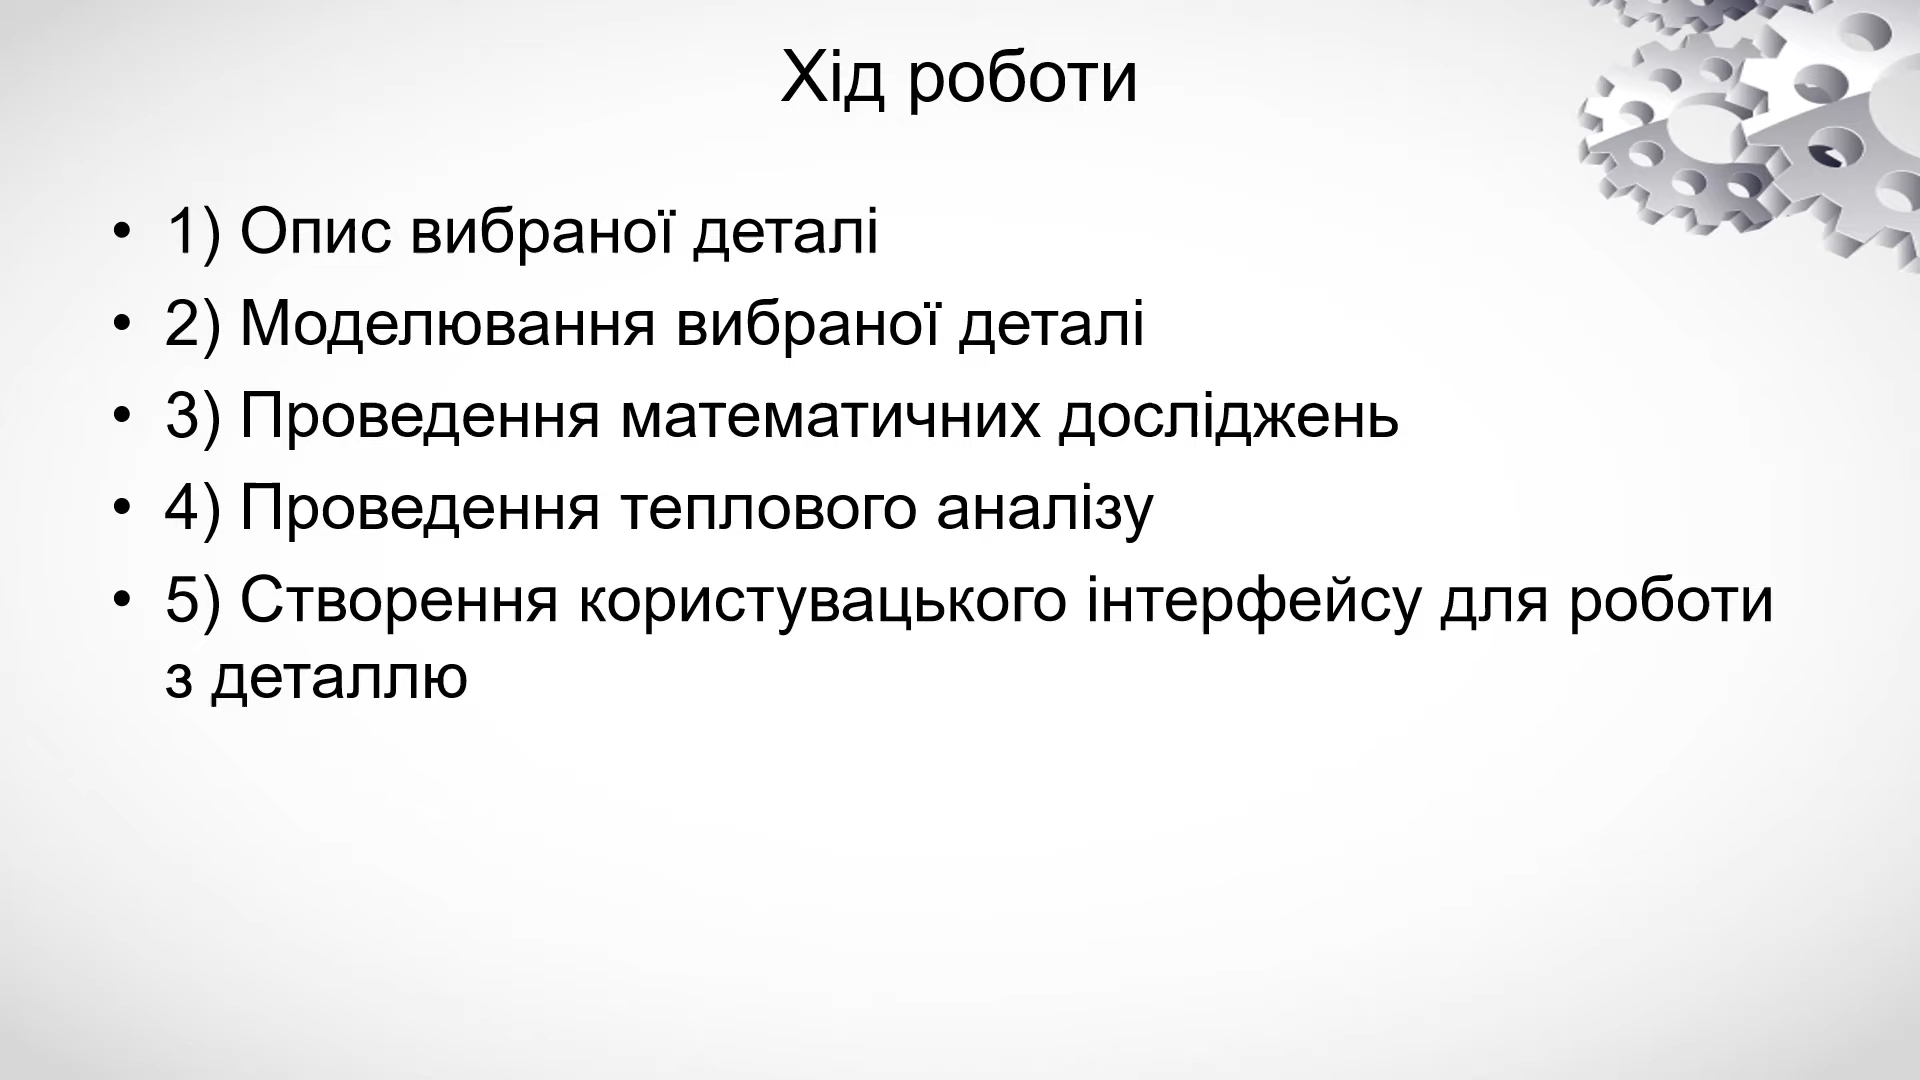 Хід роботи
• 1) Опис вибраної деталі
• 2) Моделювання вибраної деталі
• 3) Проведення математичних досліджень
• 4) Проведення теплового аналізу
• 5) Створення користувацького інтерфейсу для роботи
з деталлю